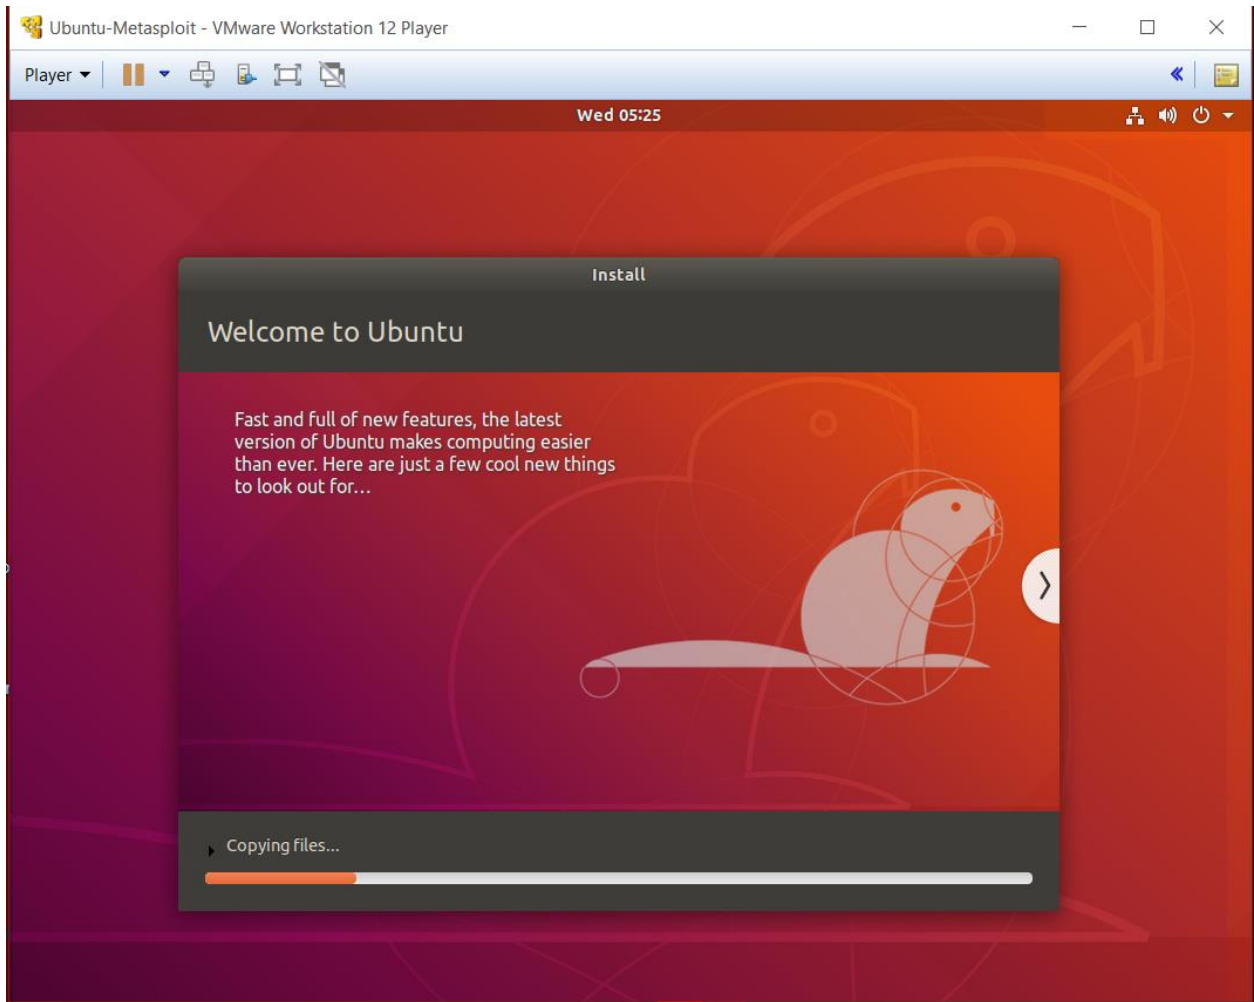 Ubuntu-Metasploit - VMware Workstation 12 Player
Player
Wed 05:25
Install
Welcome to Ubuntu
Fast and full of new features, the latest
version of Ubuntu makes computing easier
than ever. Here are just a few cool new things
to look out for...
Copying files...